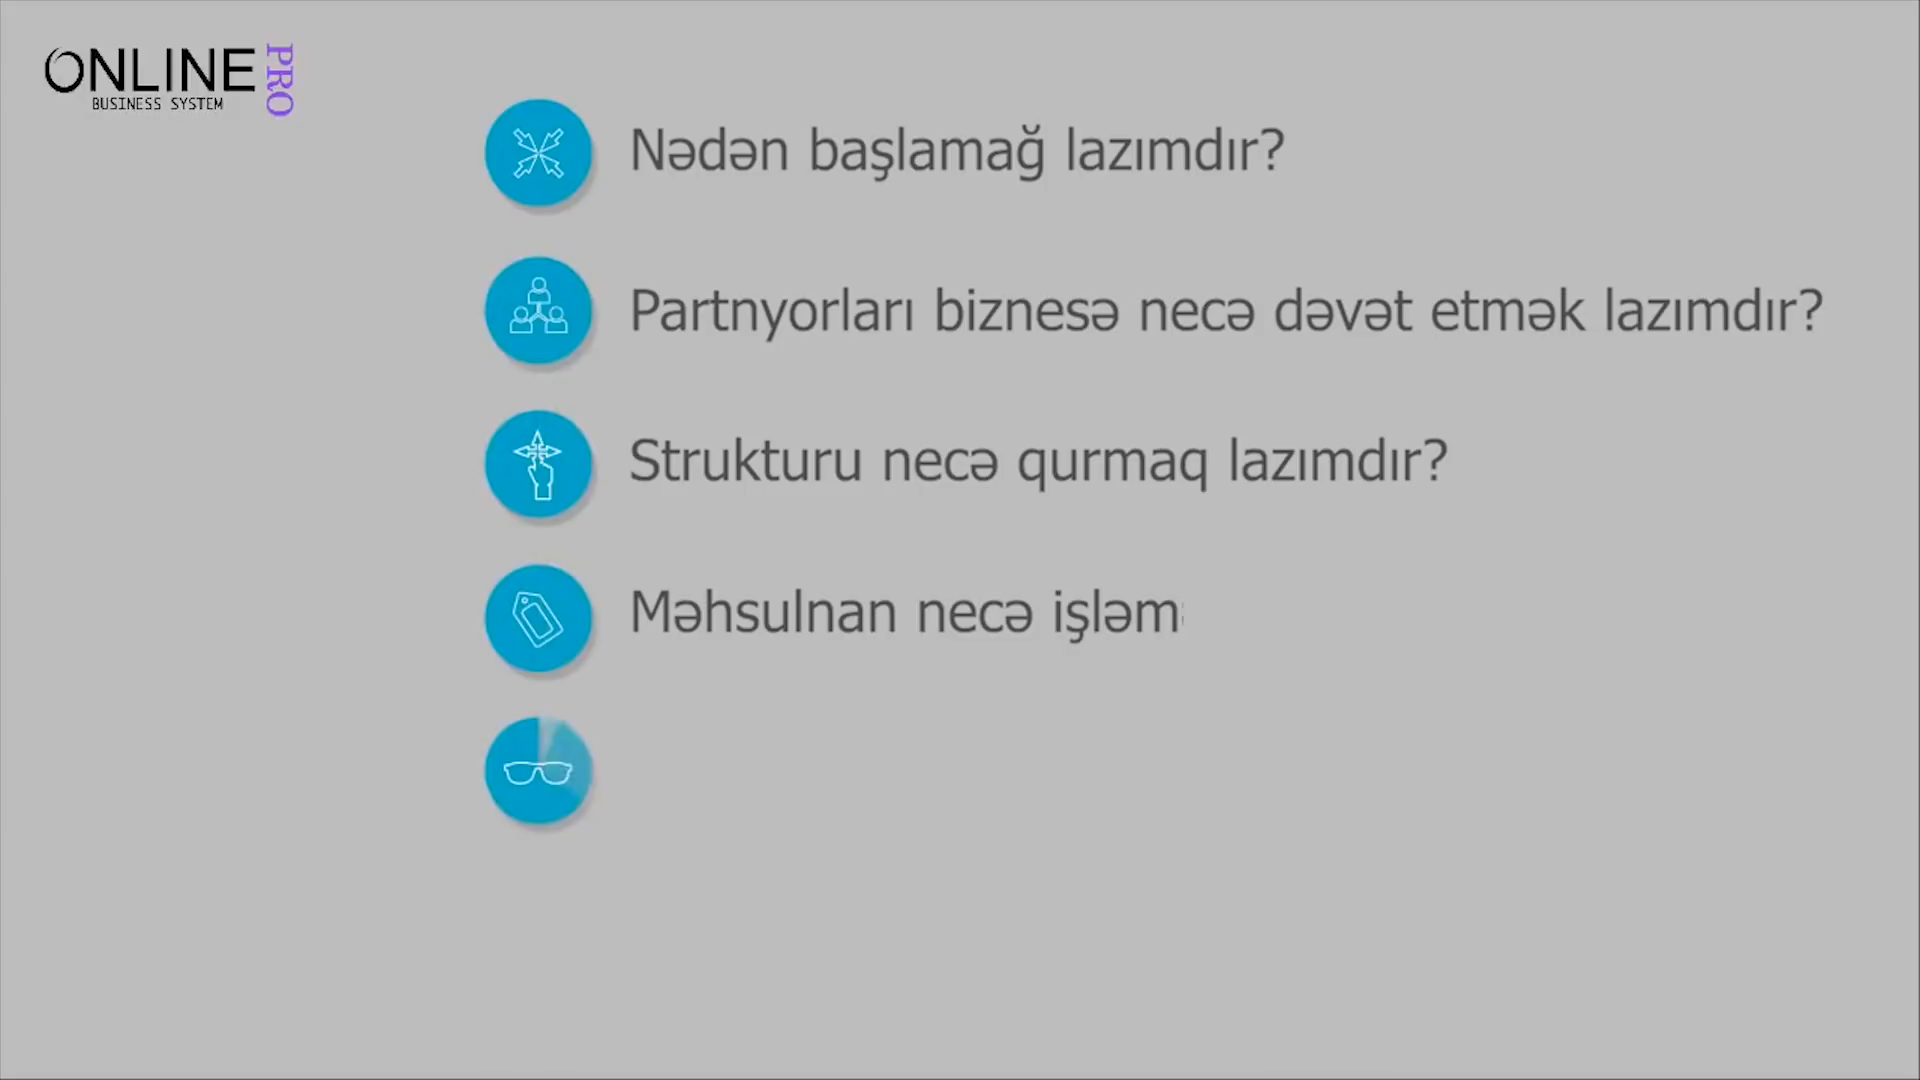 ONLINE PRO
BUSINESS SYSTEM
Nədən başlamağ lazımdır?
Partnyorları biznesə necə dəvət etmək lazımdır?
Strukturu necə qurmaq lazımdır?
Məhsulnan necə işləm